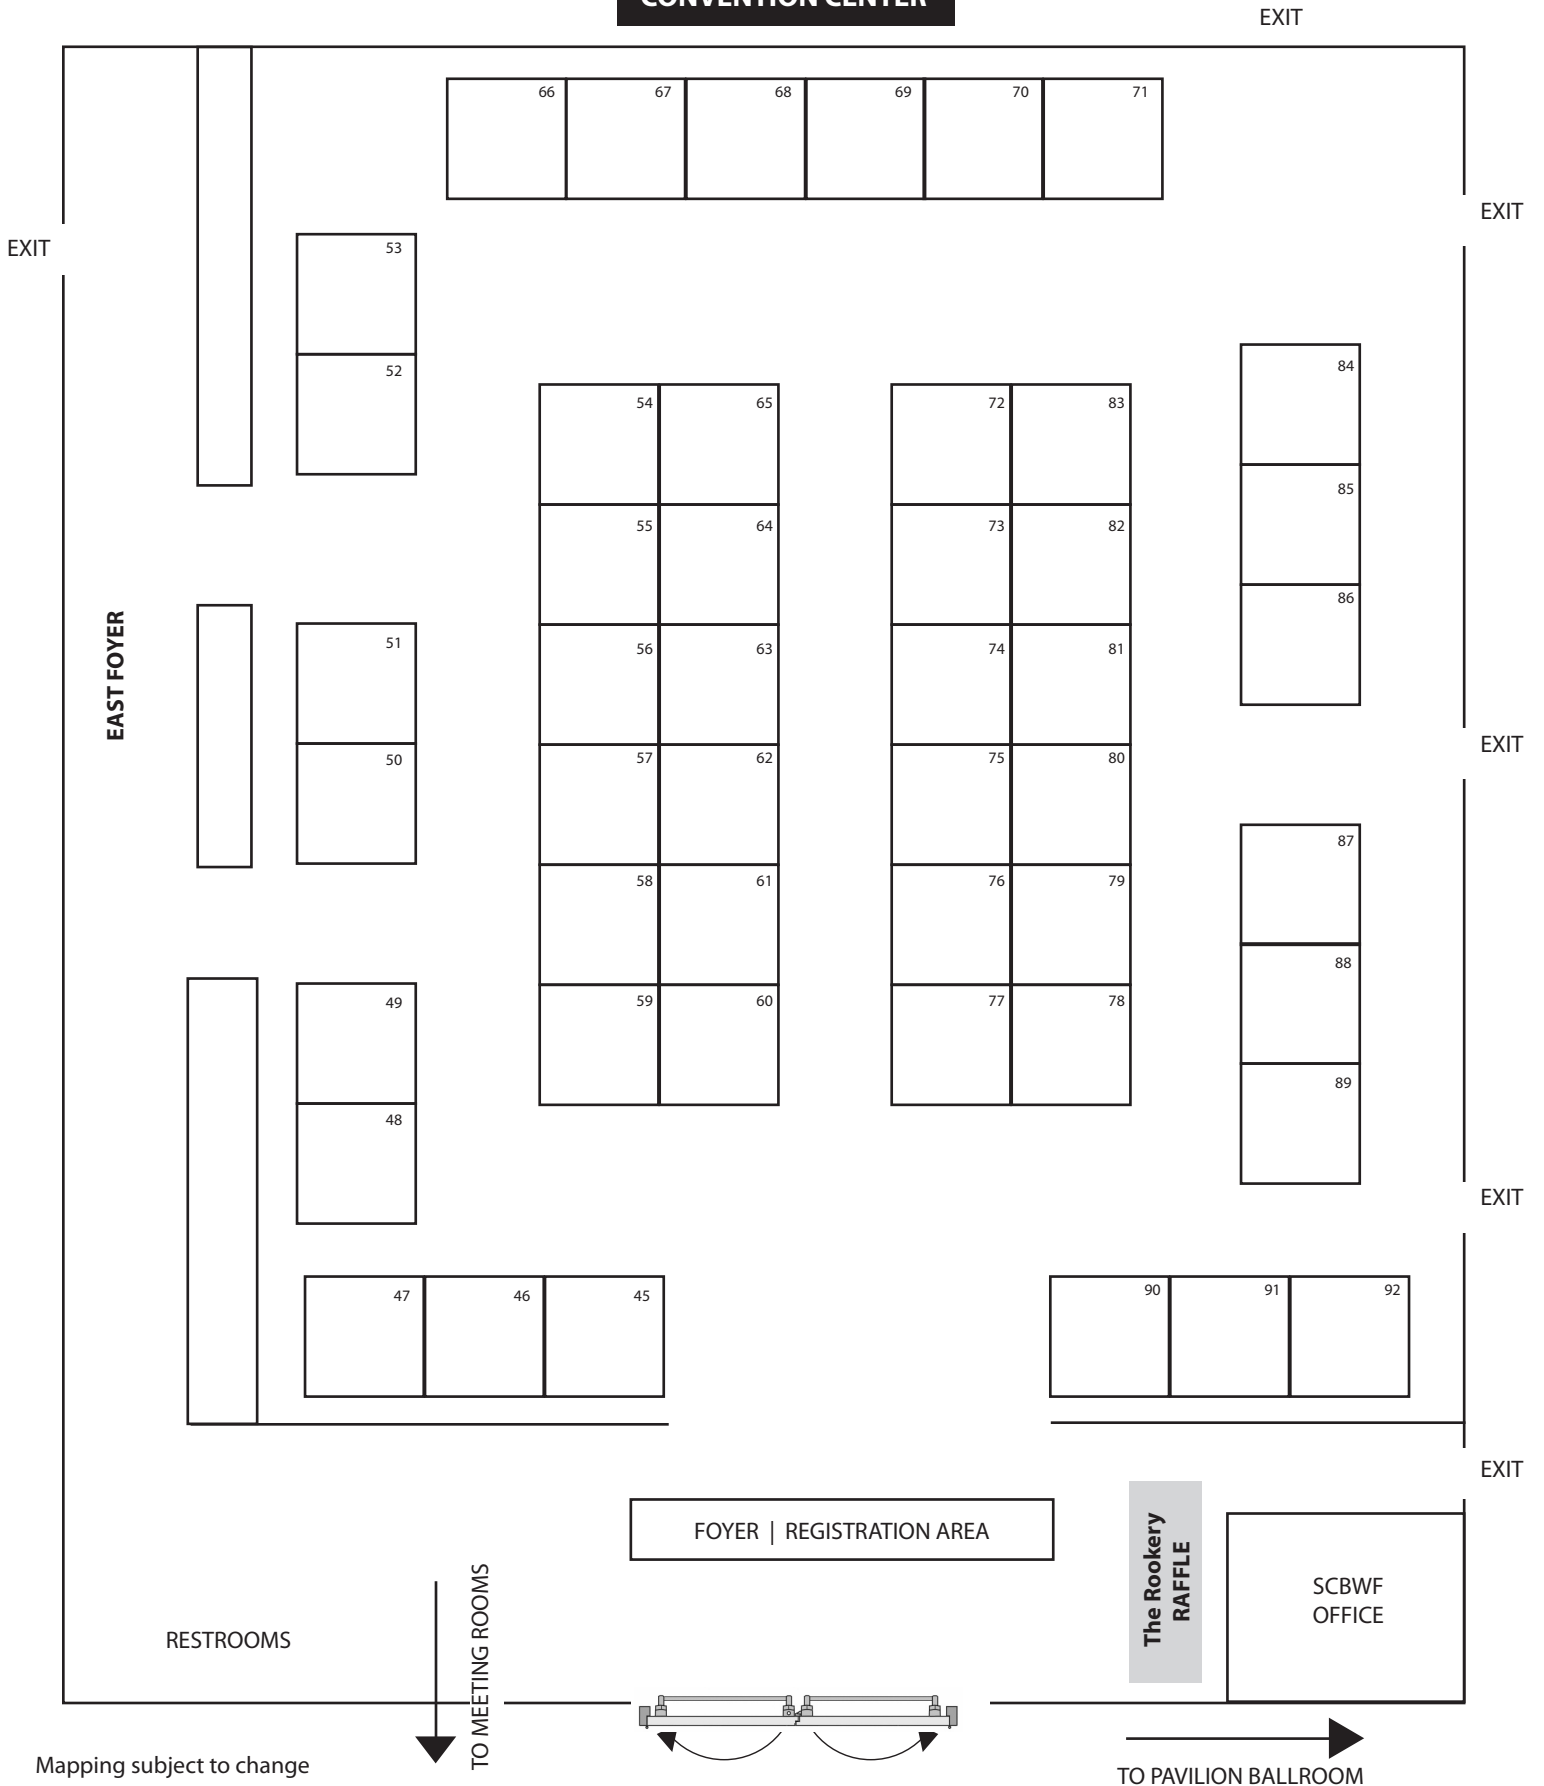 CONVENTION CENTER
EXIT
66 67 68 69 70 71
EXIT
EXIT
53
84
52
54 65 72 83
85
55 64 73 82
86
EAST FOYER
51
56 63 74 81
EXIT
50
57 62 75 80
87
58 61 76 79
88
49
59 60 77 78
89
48
EXIT
47 46 45
90 91 92
EXIT
FOYER | REGISTRATION AREA
The Rookery
RAFFLE
SCBWF
OFFICE
RESTROOMS
TO MEETING ROOMS
Mapping subject to change
TO PAVILION BALLROOM